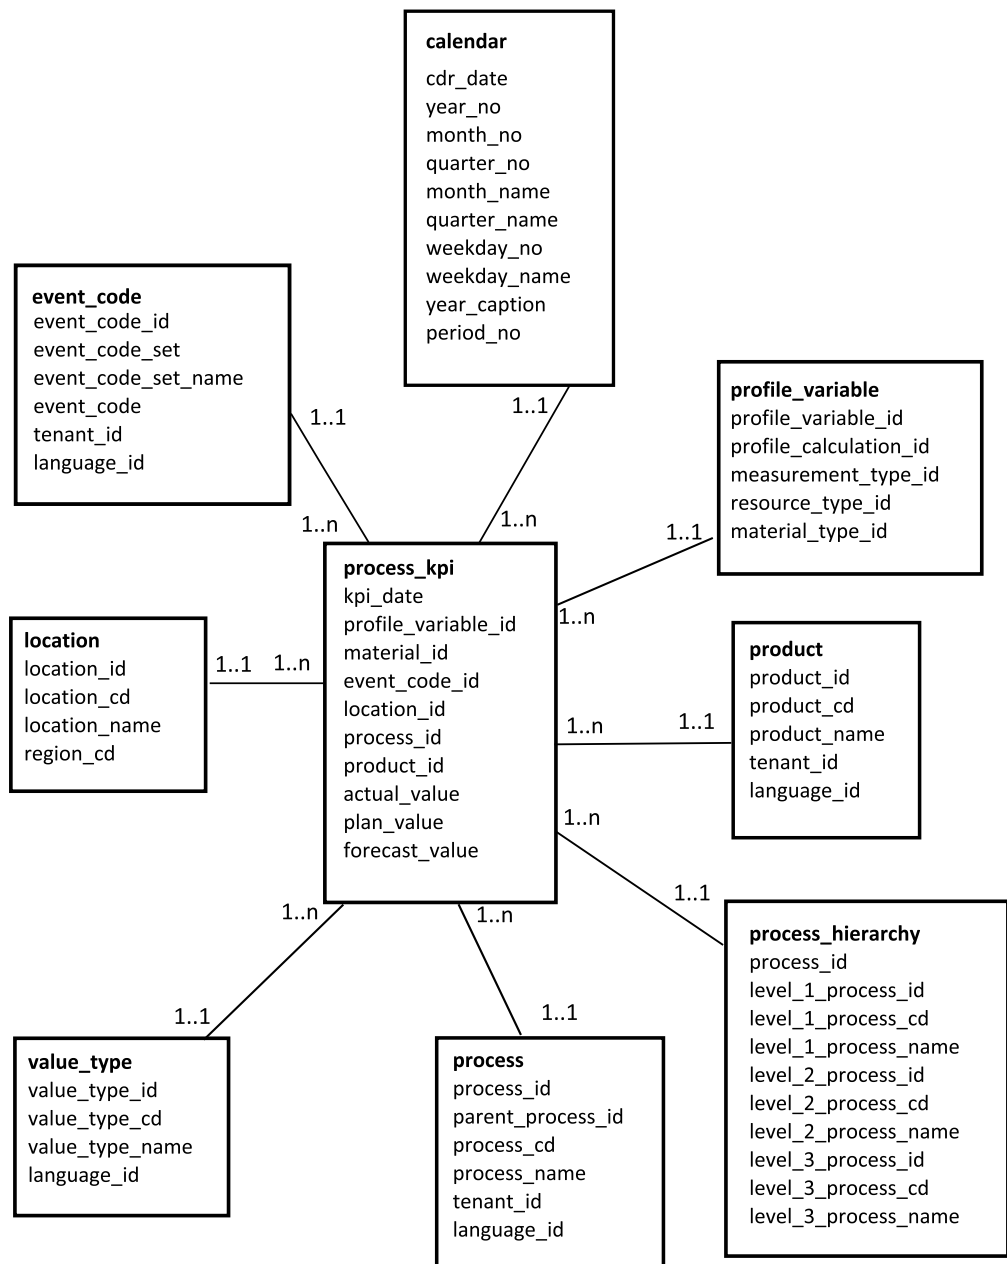 calendar
cdr_date
year_no
month_no
quarter_no
month_name
quarter_name
weekday_no
weekday_name
year_caption
period_no
event_code
event_code_id
event_code_set
event_code_set_name
event_code
tenant_id
language_id
1..1
1..n
1..1
1..n
profile_variable
profile_variable_id
profile_calculation_id
measurement_type_id
resource_type_id
material_type_id
1..1
1..n
process_kpi
kpi_date
profile_variable_id
material_id
event_code_id
location_id
process_id
product_id
actual_value
plan_value
forecast_value
location
location_id
location_cd
location_name
region_cd
1..1
1..n
product
product_id
product_cd
product_name
tenant_id
language_id
1..n
1..1
1..n
1..1
process_hierarchy
process_id
level_1_process_id
level_1_process_cd
level_1_process_name
level_2_process_id
level_2_process_cd
level_2_process_name
level_3_process_id
level_3_process_cd
level_3_process_name
1..n
1..1
value_type
value_type_id
value_type_cd
value_type_name
language_id
1..n
1..1
process
process_id
parent_process_id
process_cd
process_name
tenant_id
language_id